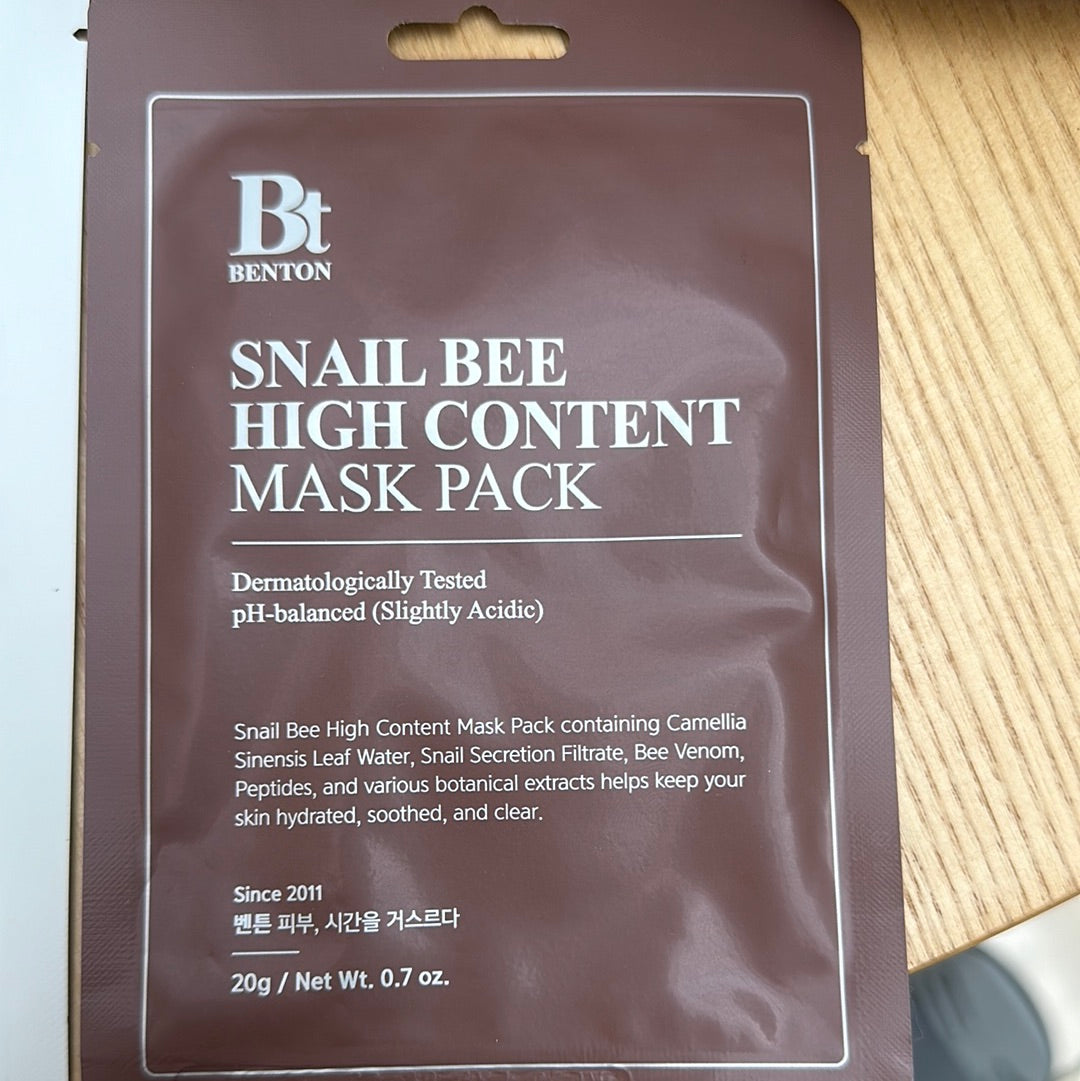 Bt
BENTON
SNAIL BEE
HIGH CONTENT
MASK PACK
Dermatologically Tested
pH-balanced (Slightly Acidic)
Snail Bee High Content Mask Pack containing Camellia
Sinensis Leaf Water, Snail Secretion Filtrate, Bee Venom,
Peptides, and various botanical extracts helps keep your
skin hydrated, soothed, and clear.
Since 2011
벤튼 피부, 시간을 거스르다
20g / Net Wt. 0.7 oz.